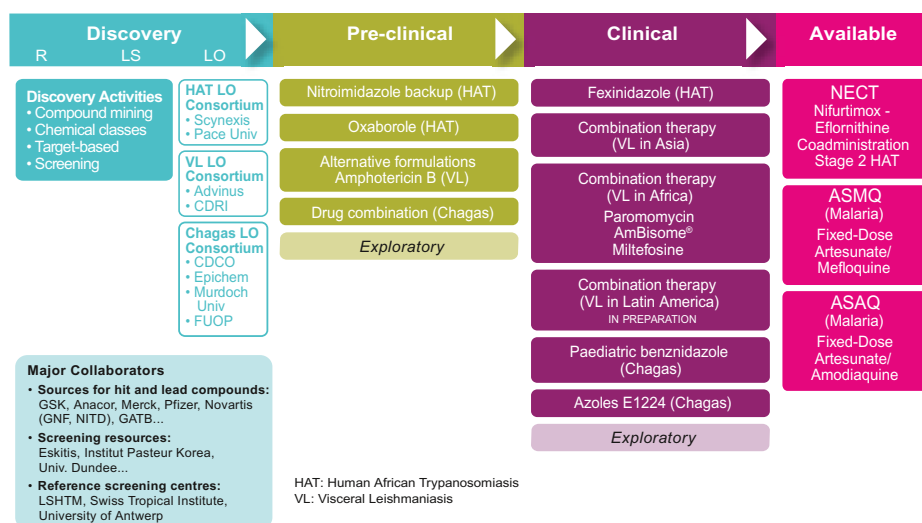 Discovery
R LS LO
Pre-clinical
Clinical
Available
Discovery Activities
• Compound mining
• Chemical classes
• Target-based
• Screening
HAT LO
Consortium
• Scynexis
• Pace Univ
VL LO
Consortium
• Advinus
• CDRI
Chagas LO
Consortium
• CDCO
• Epichem
• Murdoch
Univ
• FUOP
Major Collaborators
• Sources for hit and lead compounds:
GSK, Anacor, Merck, Pfizer, Novartis
(GNF, NITD), GATB...
• Screening resources:
Eskitis, Institut Pasteur Korea,
Univ. Dundee...
• Reference screening centres:
LSHTM, Swiss Tropical Institute,
University of Antwerp
Nitroimidazole backup (HAT)
Oxaborole (HAT)
Alternative formulations
Amphotericin B (VL)
Drug combination (Chagas)
Exploratory
HAT: Human African Trypanosomiasis
VL: Visceral Leishmaniasis
Fexinidazole (HAT)
Combination therapy
(VL in Asia)
Combination therapy
(VL in Africa)
Paromomycin
AmBisome®
Miltefosine
Combination therapy
(VL in Latin America)
IN PREPARATION
Paediatric benznidazole
(Chagas)
Azoles E1224 (Chagas)
Exploratory
NECT
Nifurtimox -
Eflornithine
Coadministration
Stage 2 HAT
ASMQ
(Malaria)
Fixed-Dose
Artesunate/
Mefloquine
ASAQ
(Malaria)
Fixed-Dose
Artesunate/
Amodiaquine